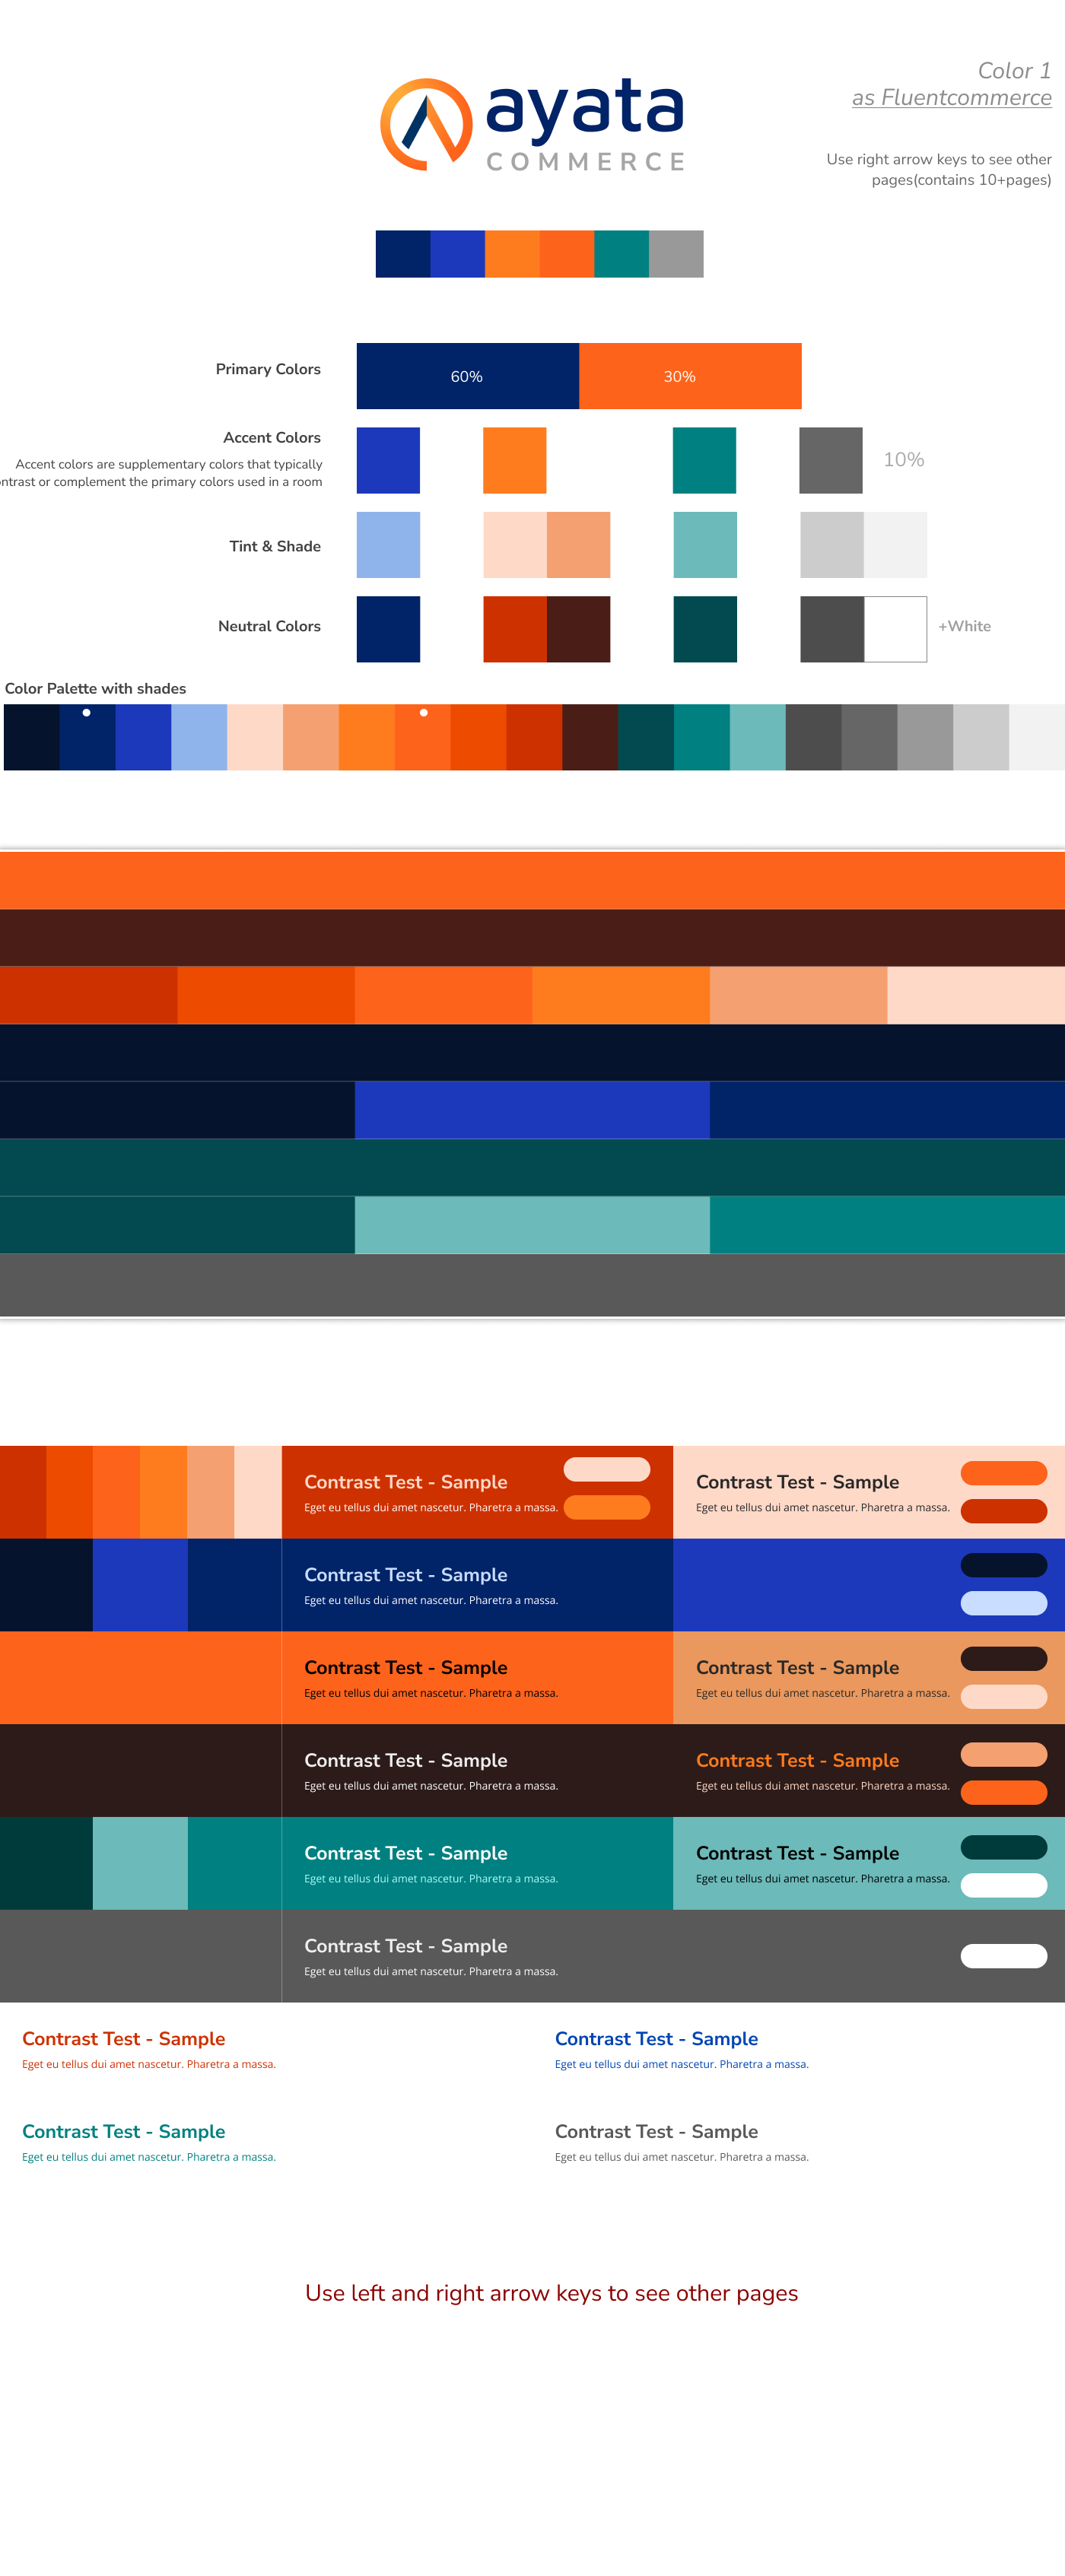 Color 1
as Fluentcommerce
ayata
COMMERCE
Use right arrow keys to see other
pages(contains 10+pages)
Primary Colors
60%
30%
Accent Colors
Accent colors are supplementary colors that typically
ntrast or complement the primary colors used in a room
10%
Tint & Shade
Neutral Colors
+White
Color Palette with shades
Contrast Test - Sample
Eget eu tellus dui amet nascetur. Pharetra a massa.
Contrast Test - Sample
Eget eu tellus dui amet nascetur. Pharetra a massa.
Contrast Test - Sample
Eget eu tellus dui amet nascetur. Pharetra a massa.
Contrast Test - Sample
Eget eu tellus dui amet nascetur. Pharetra a massa.
Contrast Test - Sample
Eget eu tellus dui amet nascetur. Pharetra a massa.
Contrast Test - Sample
Eget eu tellus dui amet nascetur. Pharetra a massa.
Contrast Test - Sample
Eget eu tellus dui amet nascetur. Pharetra a massa.
Contrast Test - Sample
Eget eu tellus dui amet nascetur. Pharetra a massa.
Contrast Test - Sample
Eget eu tellus dui amet nascetur. Pharetra a massa.
Contrast Test - Sample
Eget eu tellus dui amet nascetur. Pharetra a massa.
Contrast Test - Sample
Eget eu tellus dui amet nascetur. Pharetra a massa.
Contrast Test - Sample
Eget eu tellus dui amet nascetur. Pharetra a massa.
Contrast Test - Sample
Eget eu tellus dui amet nascetur. Pharetra a massa.
Contrast Test - Sample
Eget eu tellus dui amet nascetur. Pharetra a massa.
Use left and right arrow keys to see other pages